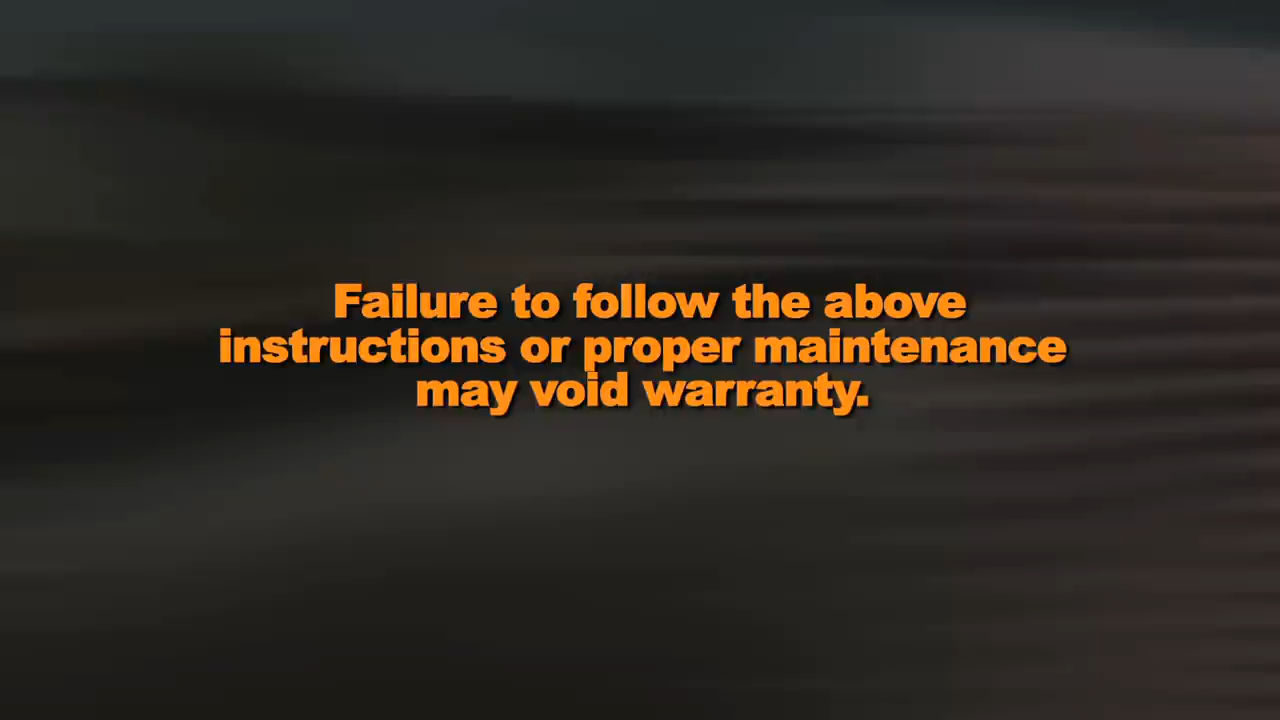 Failure to follow the above
instructions or proper maintenance
may void warranty.